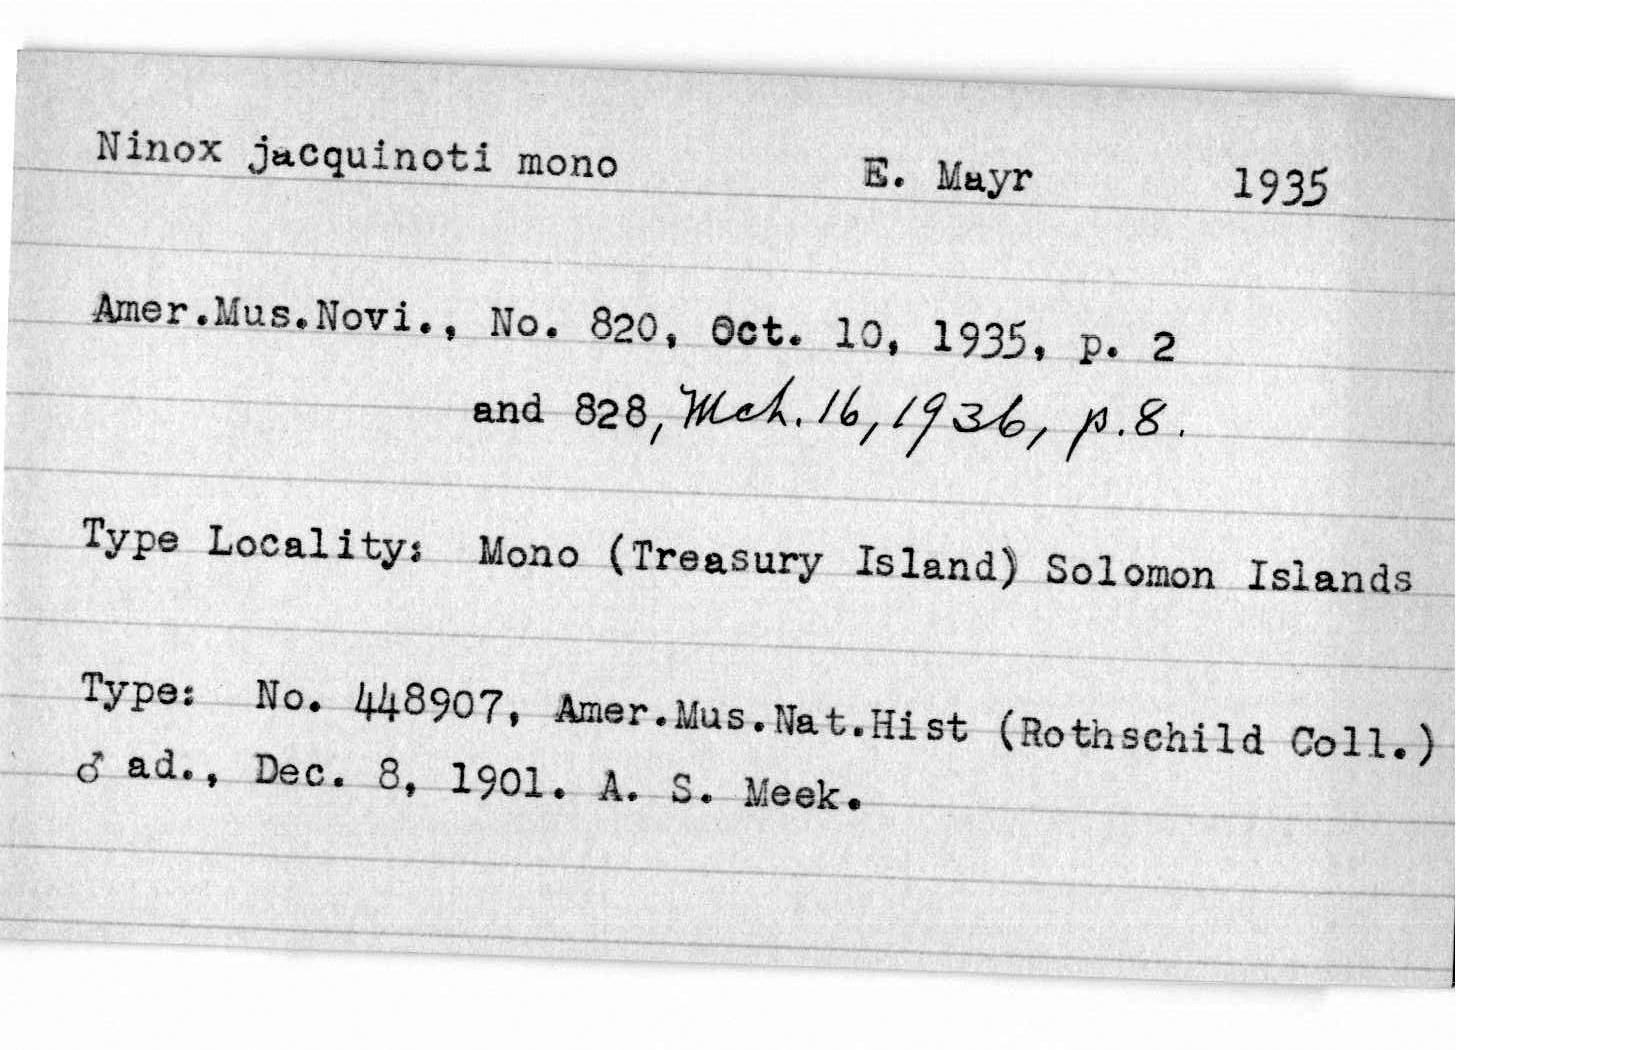 Ninox jacquinoti mono E. Mayr 1935
Amer.Mus.Novi., No. 820, Oct. 10, 1935, p. 2
and 828, Mch. 16, 1936, p. 8.
Type Locality: Mono (Treasury Island) Solomon Islands
Type: No. 448907, Amer.Mus.Nat.Hist (Rothschild Coll.)
♂ ad., Dec. 8, 1901. A. S. Meek.